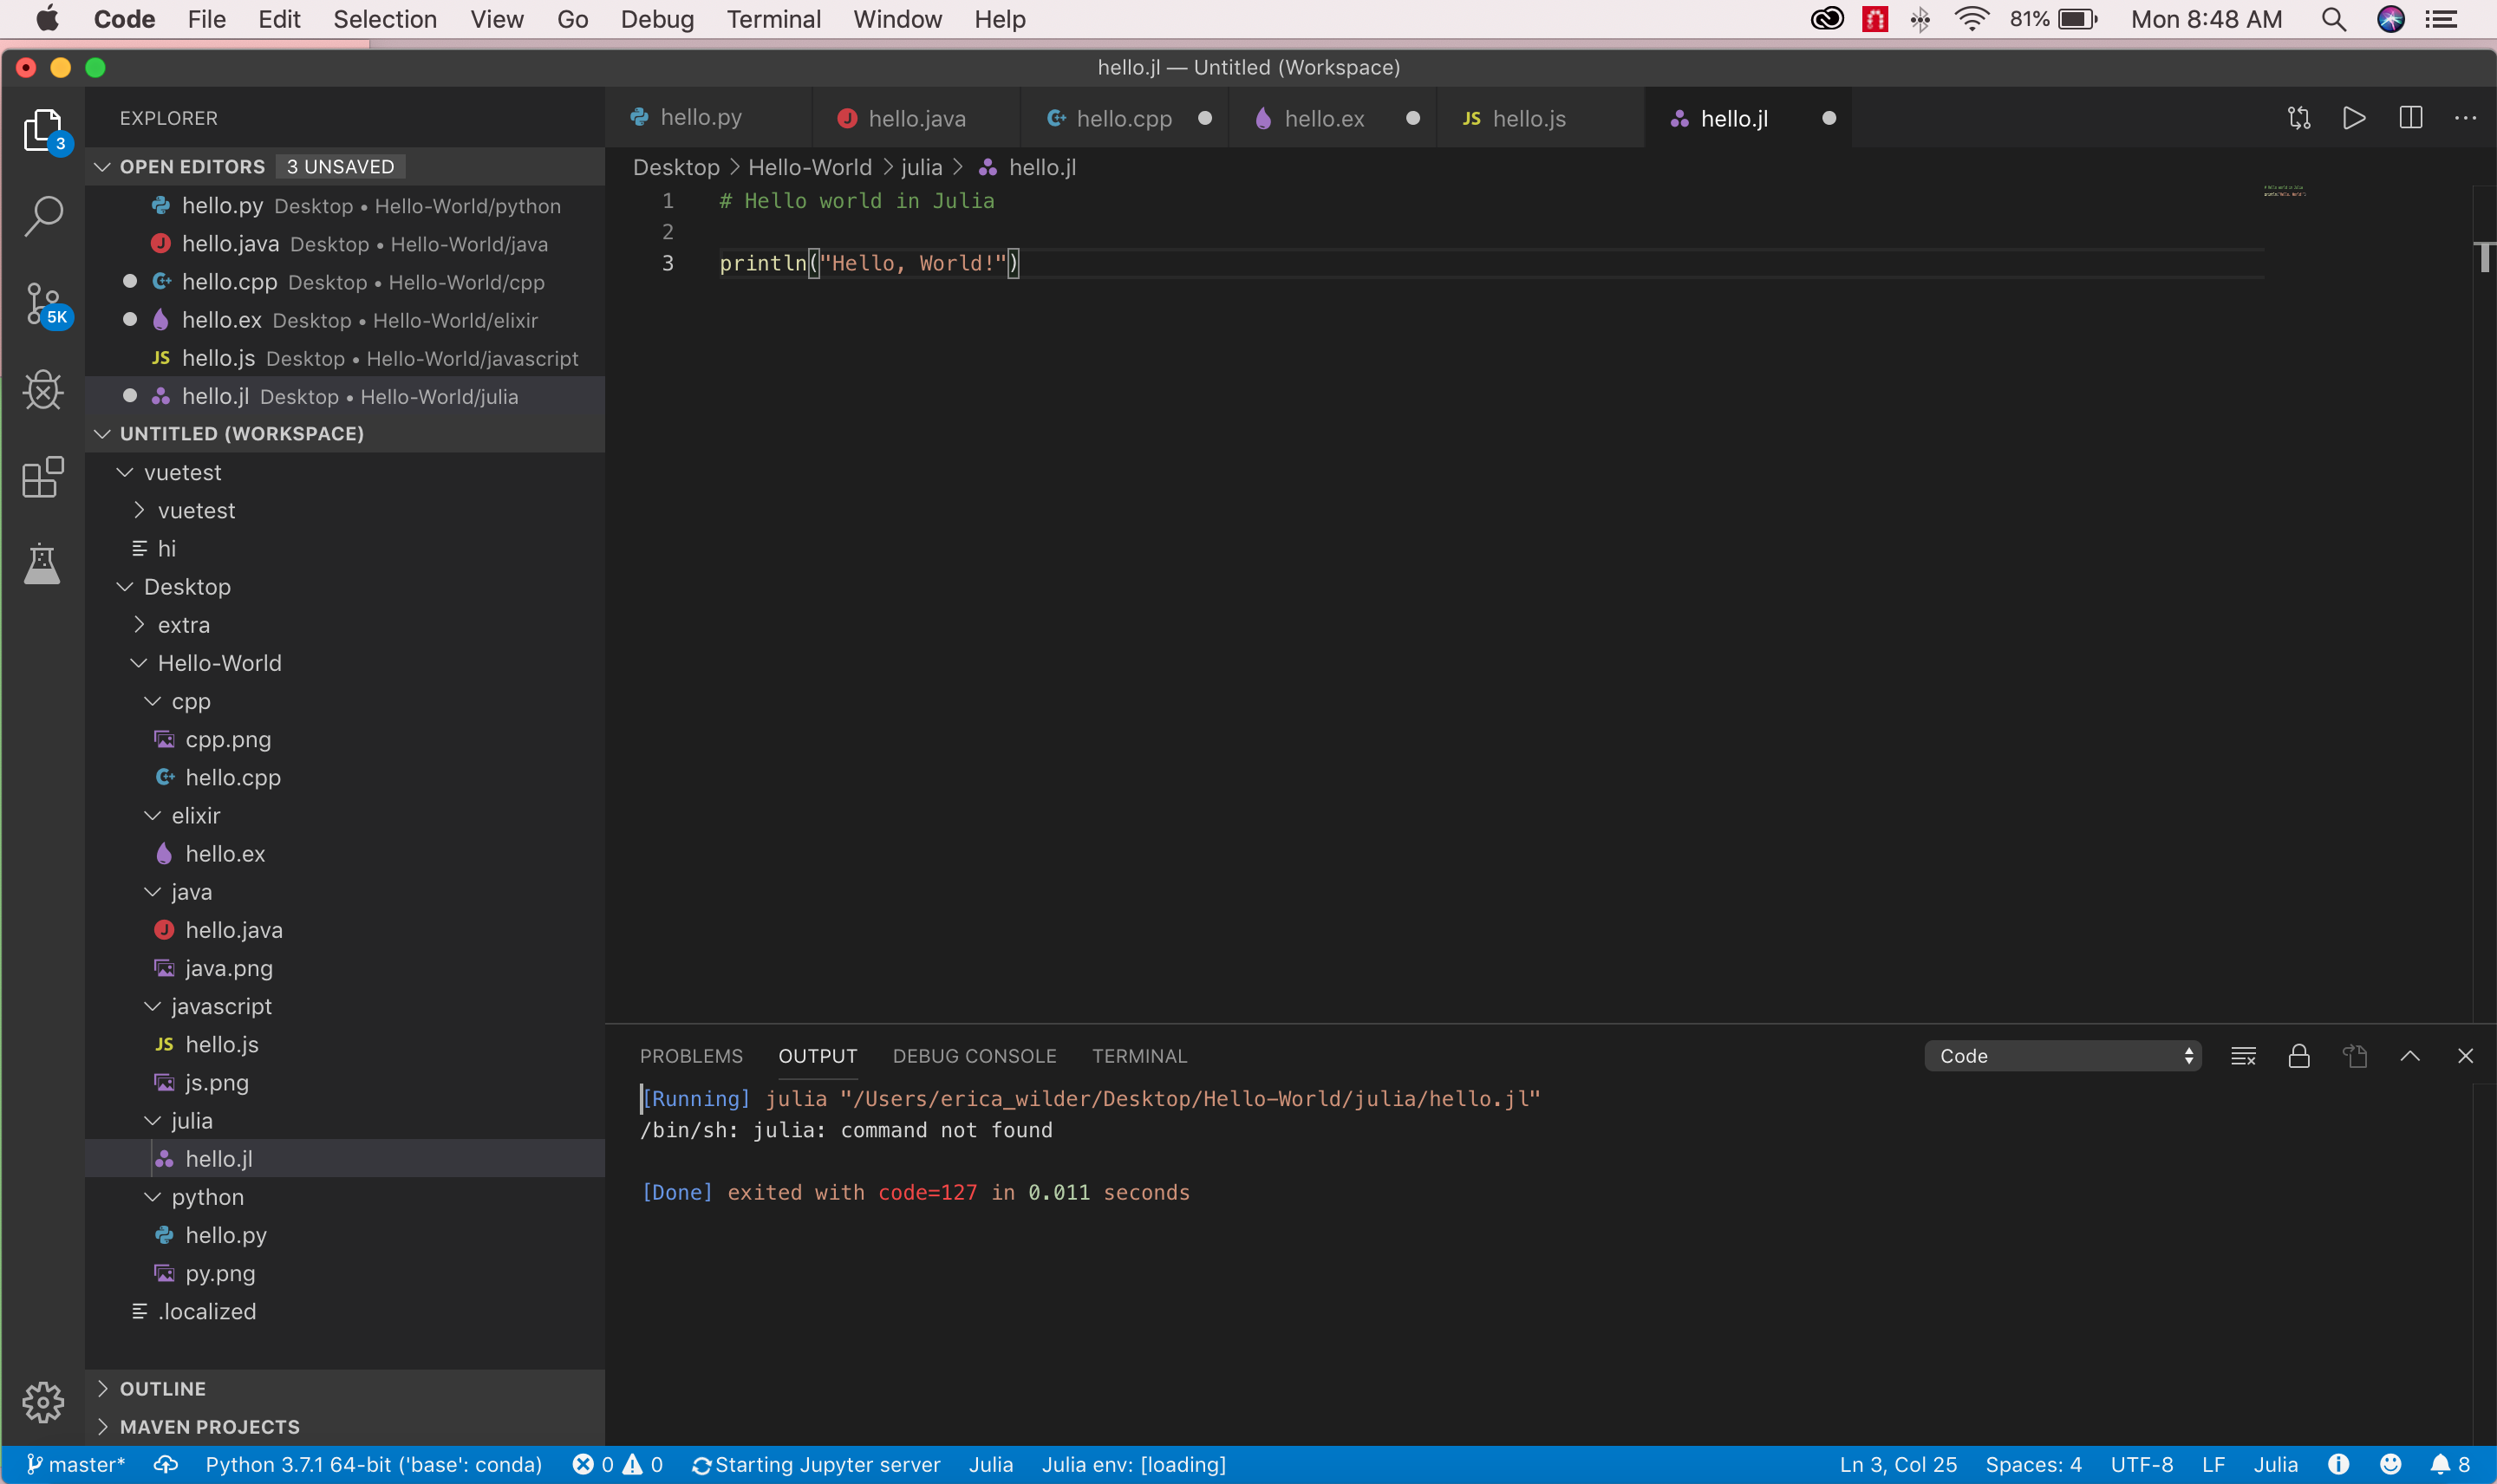 Code File Edit Selection View Go Debug Terminal Window Help 81% Mon 8:48 AM
hello.jl — Untitled (Workspace)
EXPLORER
3
OPEN EDITORS 3 UNSAVED
hello.py Desktop • Hello-World/python
J hello.java Desktop • Hello-World/java
hello.cpp Desktop • Hello-World/cpp
5K
hello.ex Desktop • Hello-World/elixir
JS hello.js Desktop • Hello-World/javascript
hello.jl Desktop • Hello-World/julia
UNTITLED (WORKSPACE)
vuetest
vuetest
hi
Desktop
extra
Hello-World
cpp
cpp.png
hello.cpp
elixir
hello.ex
java
J hello.java
java.png
javascript
JS hello.js
js.png
julia
hello.jl
python
hello.py
py.png
.localized
OUTLINE
MAVEN PROJECTS
hello.py J hello.java hello.cpp hello.ex JS hello.js hello.jl
Desktop > Hello-World > julia > hello.jl
1 # Hello world in Julia
2
3 println("Hello, World!")
PROBLEMS OUTPUT DEBUG CONSOLE TERMINAL Code
[Running] julia "/Users/erica_wilder/Desktop/Hello-World/julia/hello.jl"
/bin/sh: julia: command not found
[Done] exited with code=127 in 0.011 seconds
master* Python 3.7.1 64-bit ('base': conda) 0 0 Starting Jupyter server Julia Julia env: [loading] Ln 3, Col 25 Spaces: 4 UTF-8 LF Julia 8